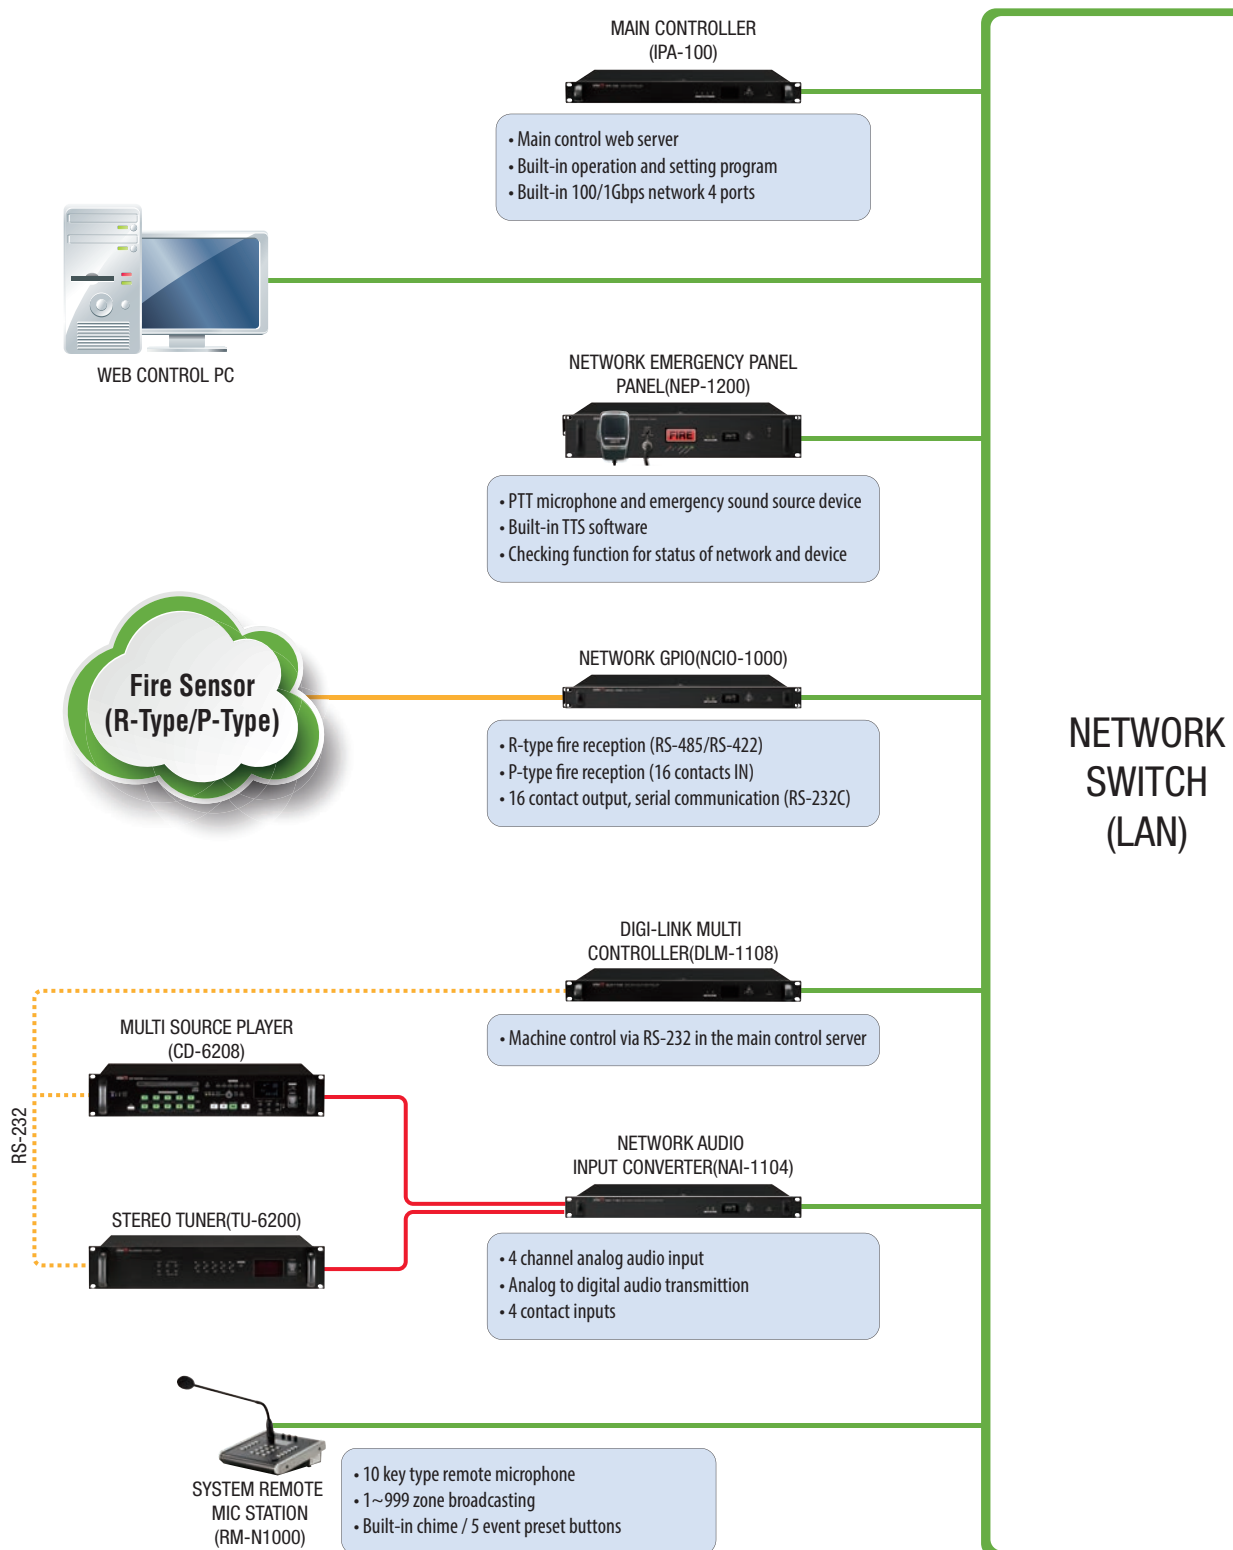 MAIN CONTROLLER
(IPA-100)
• Main control web server
• Built-in operation and setting program
• Built-in 100/1Gbps network 4 ports
WEB CONTROL PC
NETWORK EMERGENCY PANEL
PANEL(NEP-1200)
FIRE
• PTT microphone and emergency sound source device
• Built-in TTS software
• Checking function for status of network and device
Fire Sensor
(R-Type/P-Type)
NETWORK GPIO(NCIO-1000)
• R-type fire reception (RS-485/RS-422)
• P-type fire reception (16 contacts IN)
• 16 contact output, serial communication (RS-232C)
NETWORK
SWITCH
(LAN)
DIGI-LINK MULTI
CONTROLLER(DLM-1108)
• Machine control via RS-232 in the main control server
MULTI SOURCE PLAYER
(CD-6208)
RS-232
NETWORK AUDIO
INPUT CONVERTER(NAI-1104)
STEREO TUNER(TU-6200)
• 4 channel analog audio input
• Analog to digital audio transmittion
• 4 contact inputs
SYSTEM REMOTE
MIC STATION
(RM-N1000)
• 10 key type remote microphone
• 1~999 zone broadcasting
• Built-in chime / 5 event preset buttons